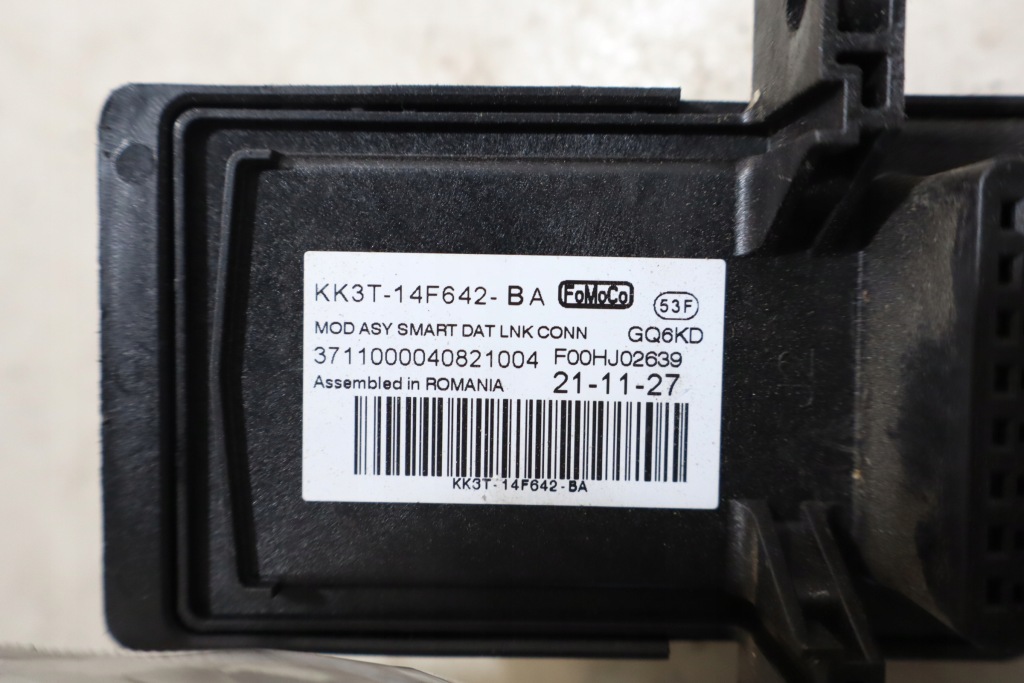 KK3T-14F642-BA FoMoCo 53F
MOD ASY SMART DAT LNK CONN GQ6KD
3711000040821004 F00HJ02639
Assembled in ROMANIA 21-11-27
KK3T-14F642-BA